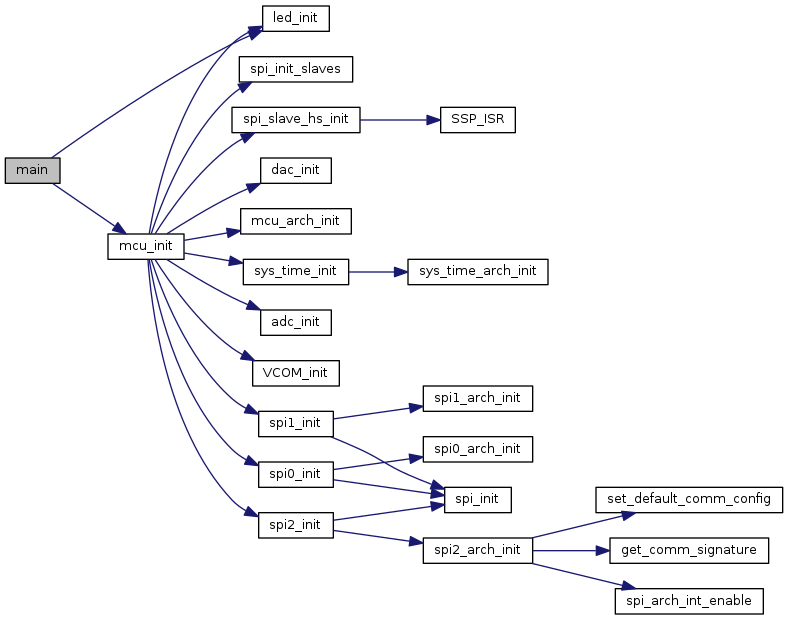 led_init
spi_init_slaves
spi_slave_hs_init
SSP_ISR
main
dac_init
mcu_arch_init
mcu_init
sys_time_init
sys_time_arch_init
adc_init
VCOM_init
spi1_arch_init
spi1_init
spi0_arch_init
spi0_init
spi_init
set_default_comm_config
spi2_init
spi2_arch_init
get_comm_signature
spi_arch_int_enable